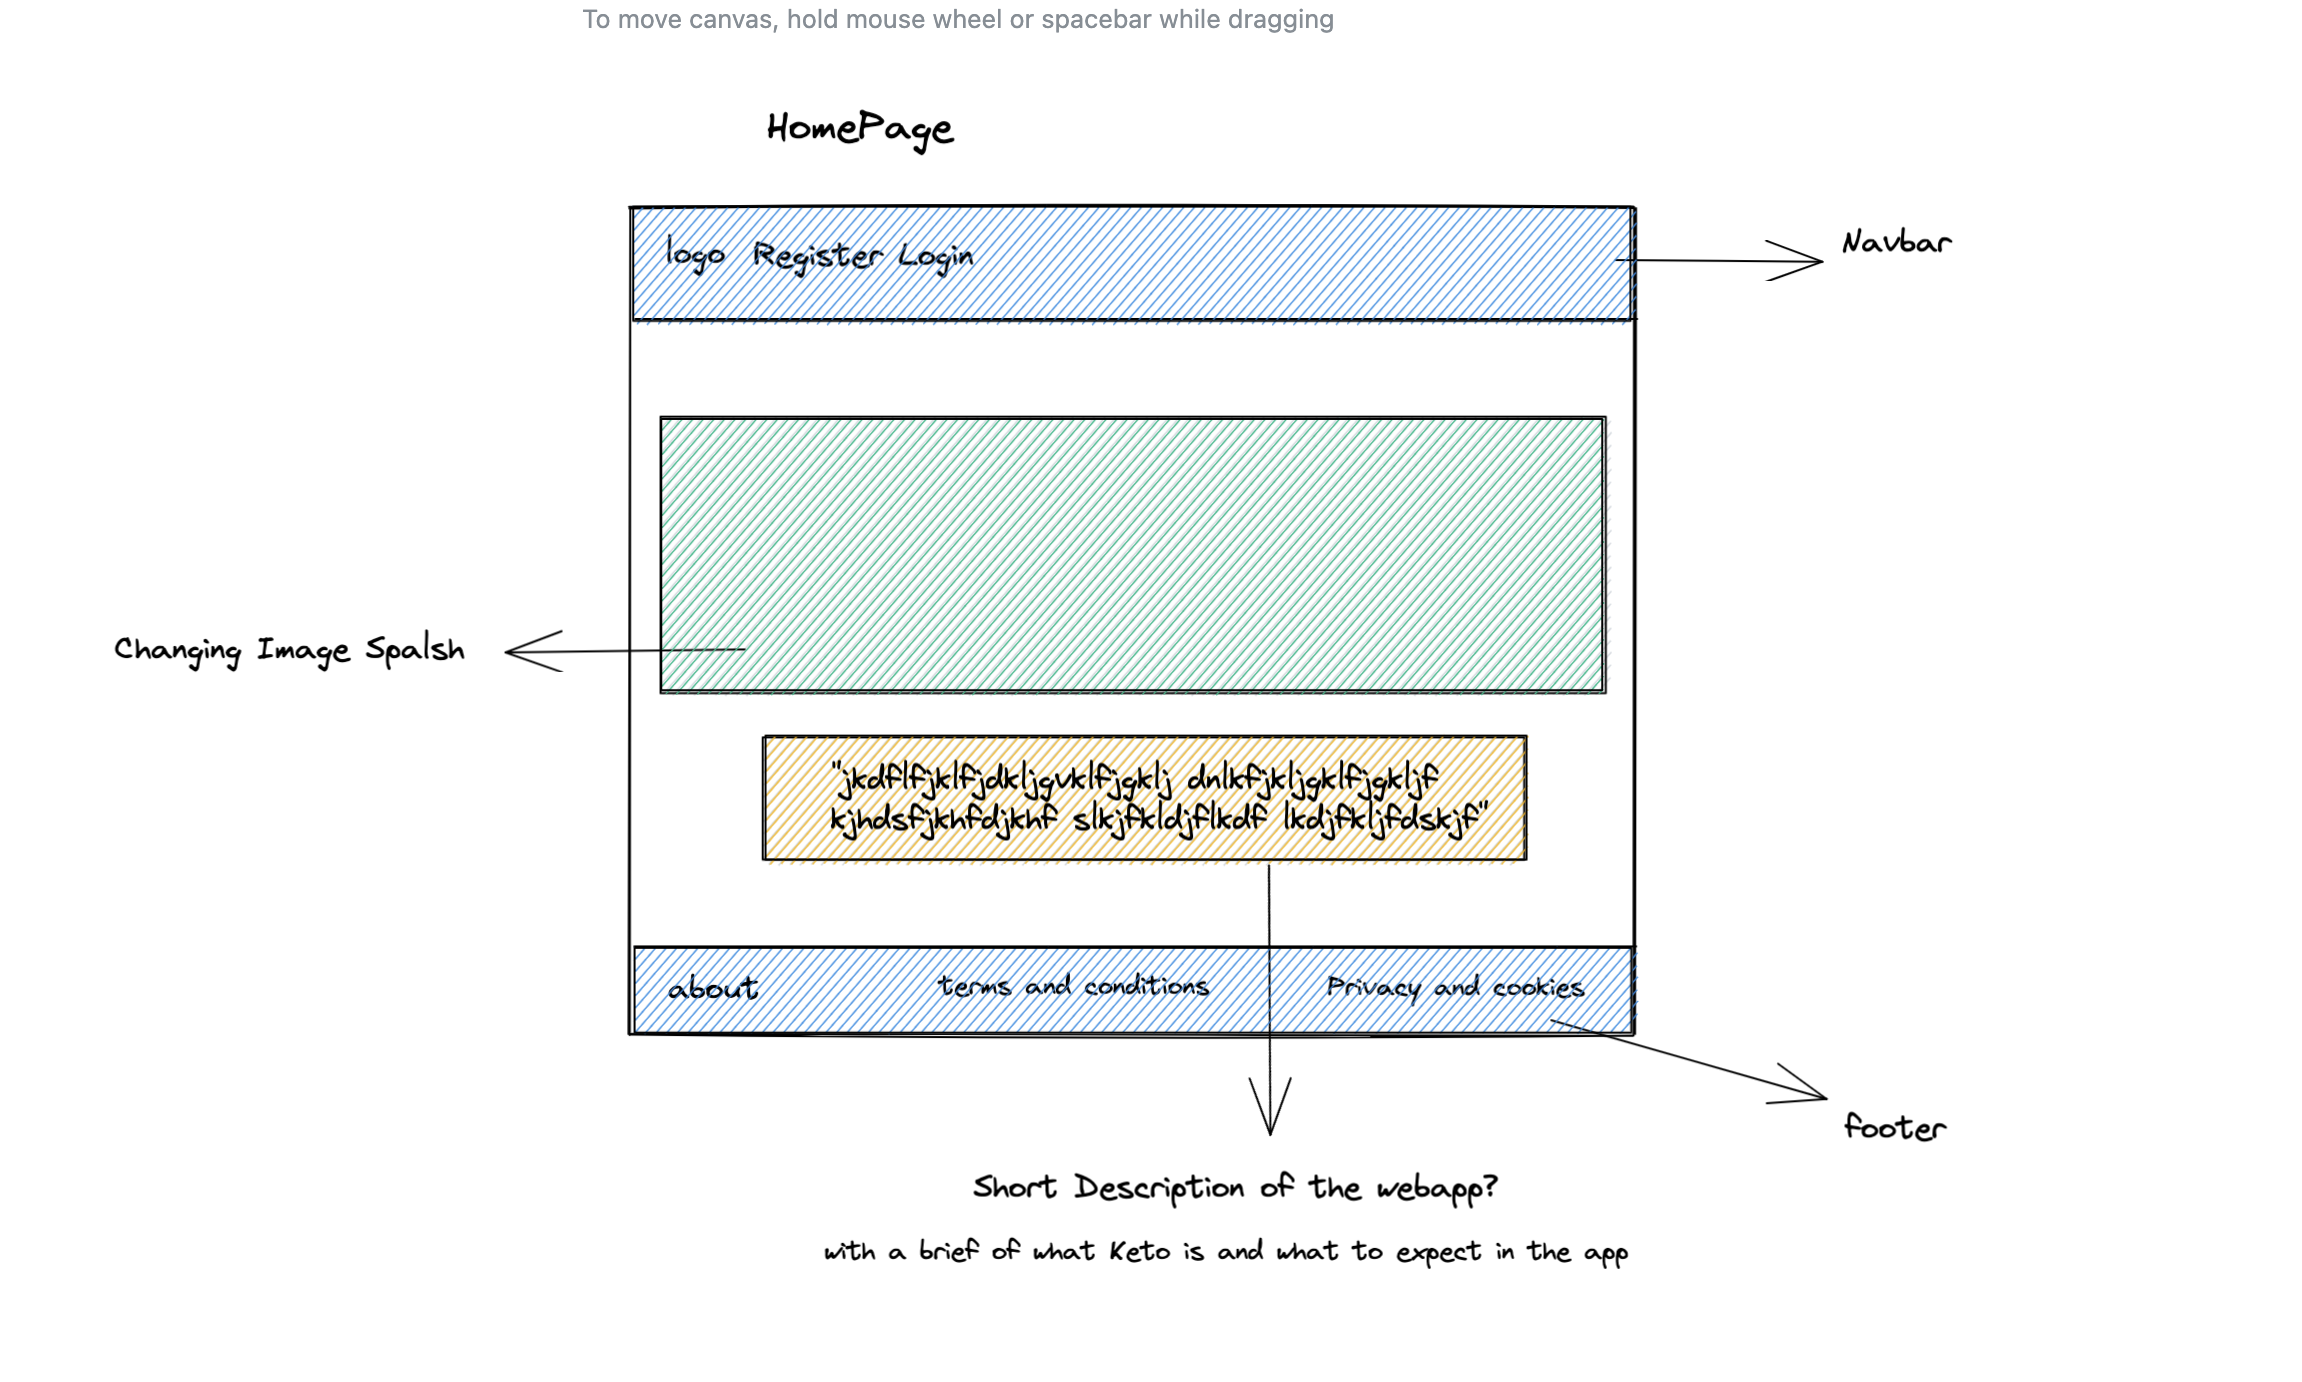 To move canvas, hold mouse wheel or spacebar while dragging
HomePage
logo Register Login
Navbar
Changing Image Spalsh
"jkdflfjklfjdkljgvklfjgklj dnlkfjkljgklfjgkljf
kjhdsfjkhfdjkhf slkjfkldjflkdf lkdjfkljfdskjf"
about terms and conditions Privacy and cookies
footer
Short Description of the webapp?
with a brief of what Keto is and what to expect in the app